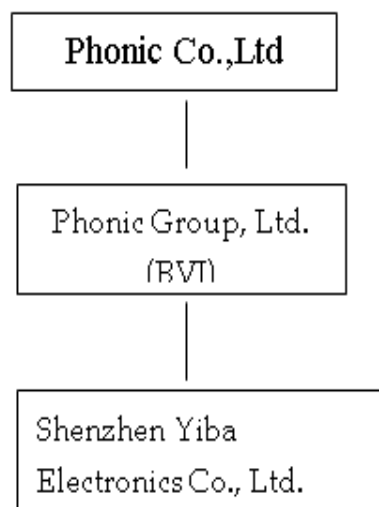 Phonic Co.,Ltd
Phonic Group, Ltd.
(BVI)
Shenzhen Yiba
Electronics Co., Ltd.